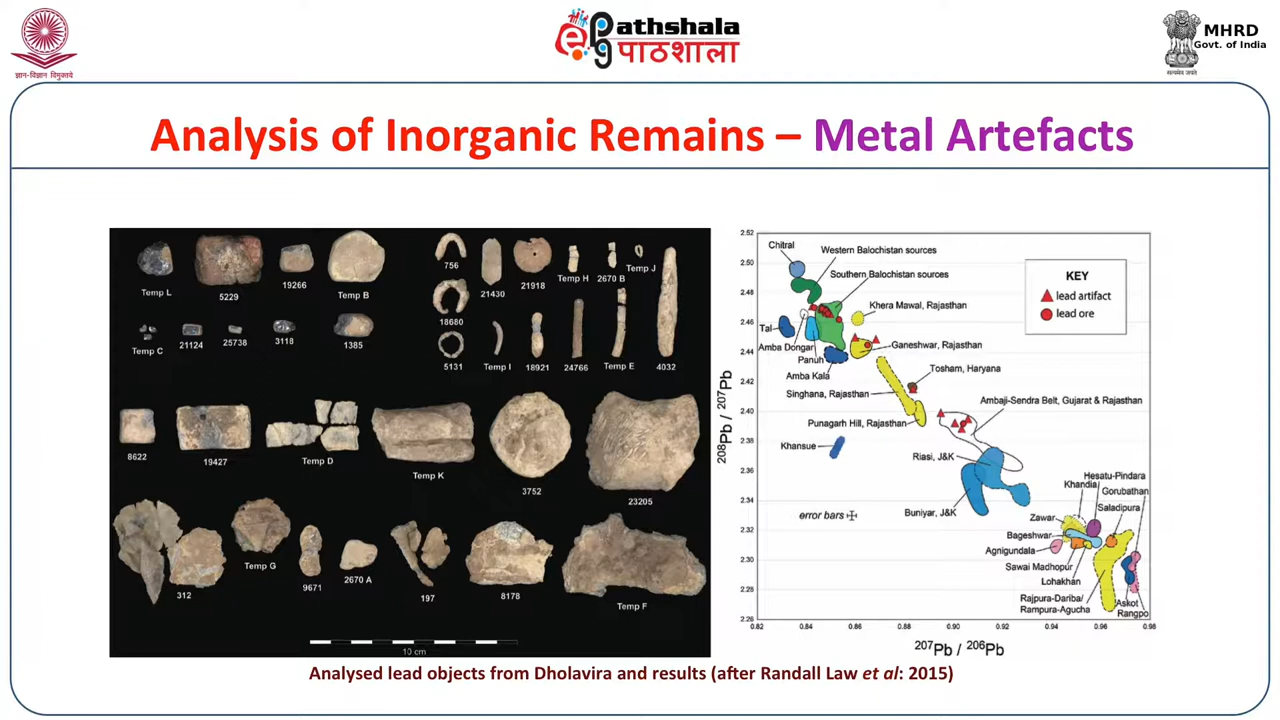 ज्ञान-विज्ञान विमुक्तये
epg
Pathshala
पाठशाला
MHRD
Govt. of India
सत्यमेव जयते
Analysis of Inorganic Remains – Metal Artefacts
Temp L
5229
19266
Temp B
756
21430
21918
Temp H
2670 B
Temp J
18680
Temp C
21124
25738
3118
1385
5131
Temp I
18921
24766
Temp E
4032
8622
19427
Temp D
Temp K
3752
23205
312
Temp G
9671
2670 A
197
8178
Temp F
10 cm
208Pb / 207Pb
2.52
2.50
2.48
2.46
2.44
2.42
2.40
2.38
2.36
2.34
2.32
2.30
2.28
2.26
Chitral
Western Balochistan sources
Southern Balochistan sources
Khera Mawal, Rajasthan
KEY
lead artifact
lead ore
Tal
Amba Dongar
Panuh
Amba Kala
Ganeshwar, Rajasthan
Tosham, Haryana
Singhana, Rajasthan
Ambaji-Sendra Belt, Gujarat & Rajasthan
Punagarh Hill, Rajasthan
Khansue
Riasi, J&K
Buniyar, J&K
error bars
Hesatu-Pindara
Khandia
Gorubathan
Saladipura
Zawar
Bageshwar
Agnigundala
Sawai Madhopur
Lohakhan
Rajpura-Dariba/
Rampura-Agucha
Askot
Rangpo
0.82
0.84
0.86
0.88
0.90
0.92
0.94
0.96
0.98
207Pb / 206Pb
Analysed lead objects from Dholavira and results (after Randall Law et al: 2015)